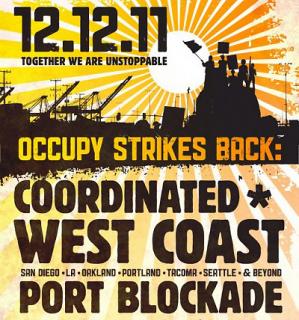 12.12.11
TOGETHER WE ARE UNSTOPPABLE
OCCUPY STRIKES BACK:
COORDINATED *
WEST COAST
SAN DIEGO • LA • OAKLAND • PORTLAND • TACOMA • SEATTLE • & BEYOND
PORT BLOCKADE